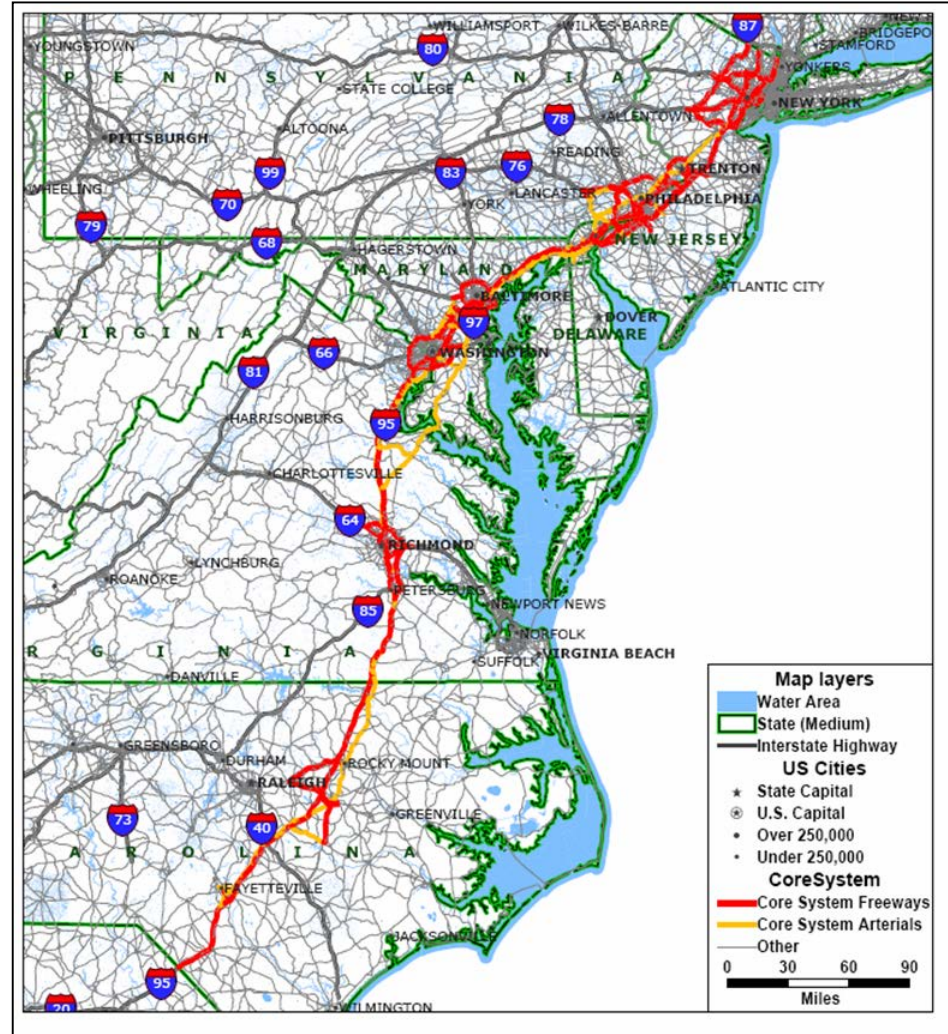 87
WILLIAMSPORT
WILKES-BARRE
BRIDGEPO
YOUNGSTOWN
80
STAMFORD
YONKERS
P E N N S Y L V A N I A
STATE COLLEGE
NEW YORK
78
ALLENTOWN
PITTSBURGH
ALTOONA
READING
99
83
76
TRENTON
WHEELING
LANCASTER
70
YORK
PHILADELPHIA
79
68
HAGERSTOWN
NEW JERSEY
MARYLAND
BALTIMORE
ATLANTIC CITY
97
DOVER
V I R G I N I A
DELAWARE
66
WASHINGTON
81
HARRISONBURG
95
CHARLOTTESVILLE
64
RICHMOND
LYNCHBURG
ROANOKE
PETERSBURG
85
NEWPORT NEWS
NORFOLK
R G I N I A
SUFFOLK
VIRGINIA BEACH
DANVILLE
GREENSBORO
DURHAM
ROCKY MOUNT
RALEIGH
73
40
GREENVILLE
A R O L I N A
FAYETTEVILLE
JACKSONVILLE
95
20
WILMINGTON
Map layers
Water Area
State (Medium)
Interstate Highway
US Cities
State Capital
U.S. Capital
Over 250,000
Under 250,000
CoreSystem
Core System Freeways
Core System Arterials
Other
0 30 60 90
Miles